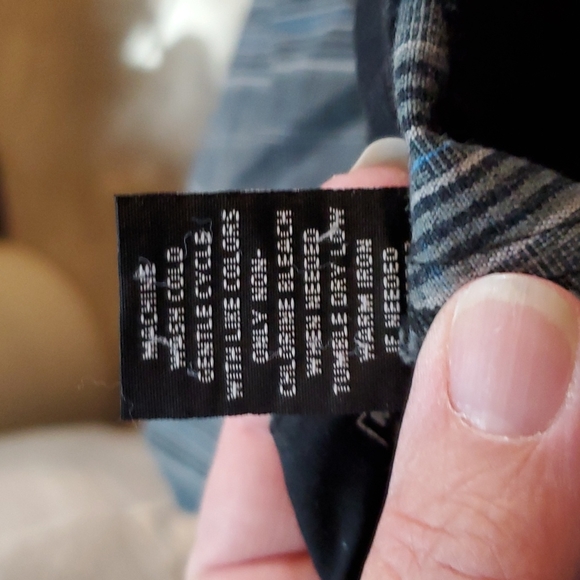 MACHINE
WASH COLD
GENTLE CYCLE
WITH LIKE COLORS
ONLY NON-
CHLORINE BLEACH
WHEN NEEDED
TUMBLE DRY LOW
WARM IRON
IF NEEDED